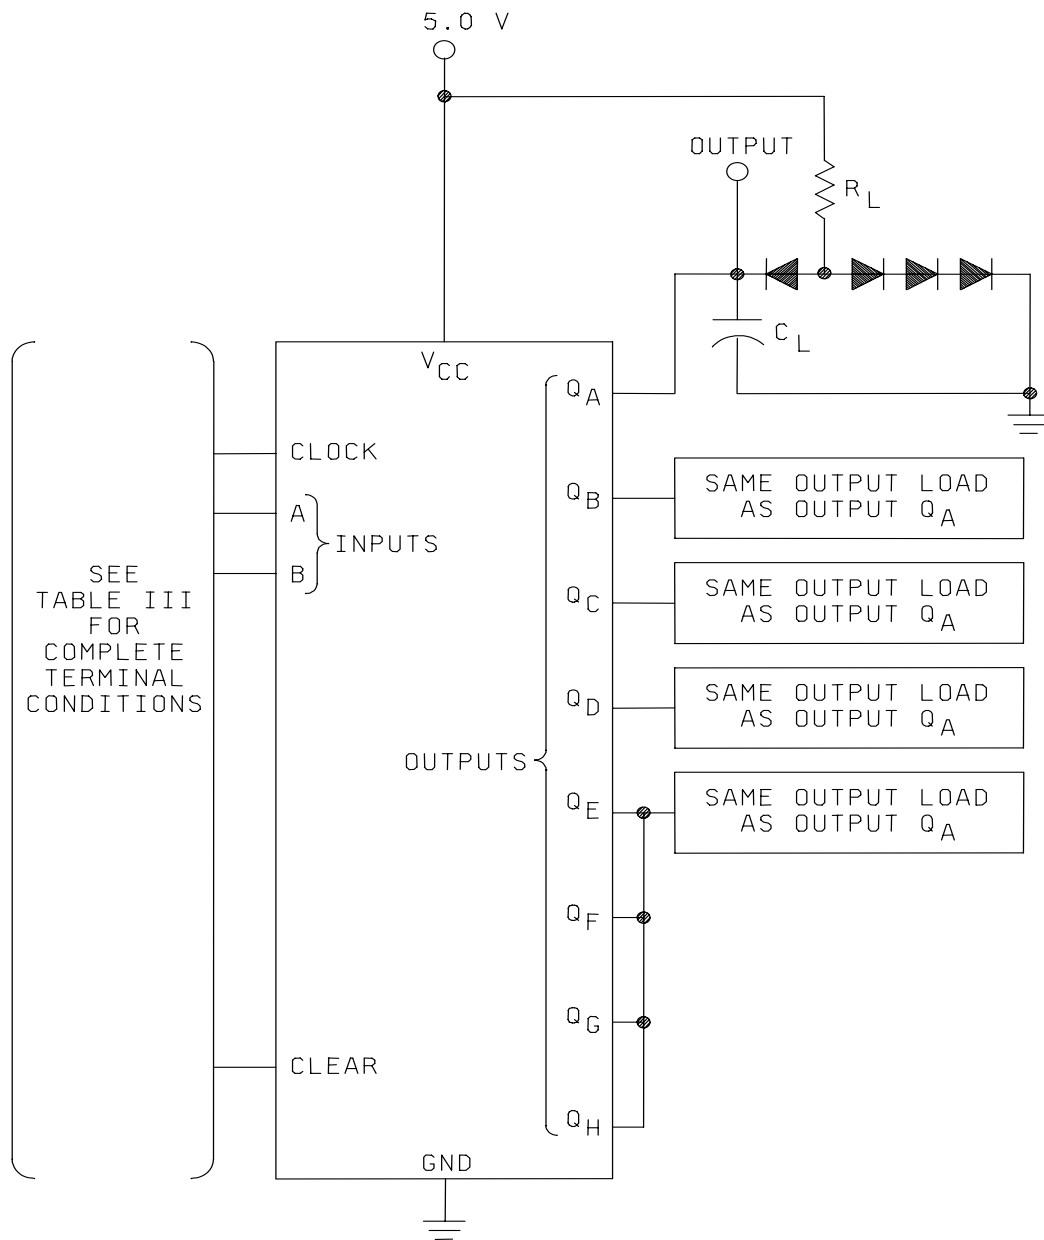 5.0 V
OUTPUT
R L
C L
V CC
Q A
CLOCK
Q B
SAME OUTPUT LOAD
AS OUTPUT Q A
A
INPUTS
B
SEE
TABLE III
FOR
COMPLETE
TERMINAL
CONDITIONS
Q C
SAME OUTPUT LOAD
AS OUTPUT Q A
Q D
SAME OUTPUT LOAD
AS OUTPUT Q A
OUTPUTS
Q E
SAME OUTPUT LOAD
AS OUTPUT Q A
Q F
Q G
CLEAR
Q H
GND